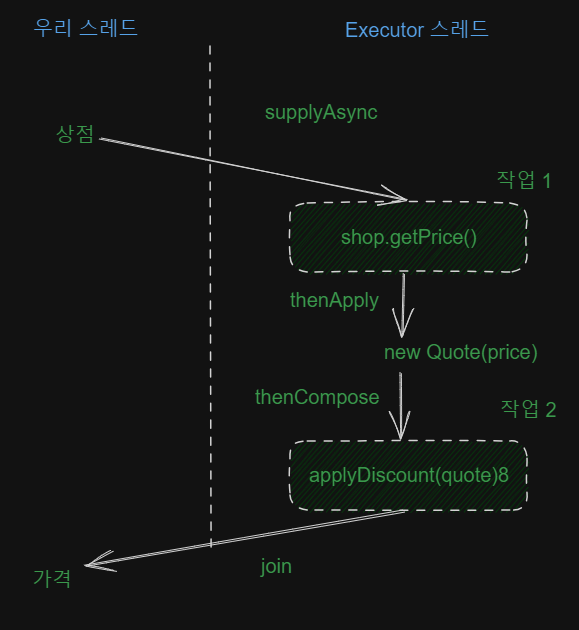 우리 스레드
Executor 스레드
supplyAsync
상점
작업 1
shop.getPrice()
thenApply
new Quote(price)
thenCompose
작업 2
applyDiscount(quote)8
join
가격